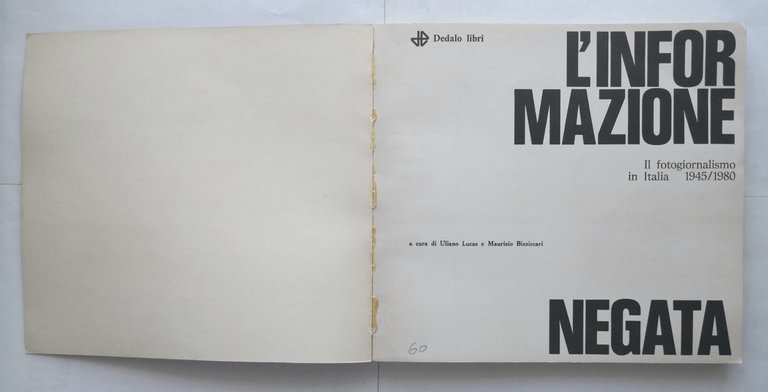 Dedalo libri
L'INFOR
MAZIONE
Il fotogiornalismo
in Italia 1945/1980
a cura di Uliano Lucas e Maurizio Bizziccari
NEGATA
60